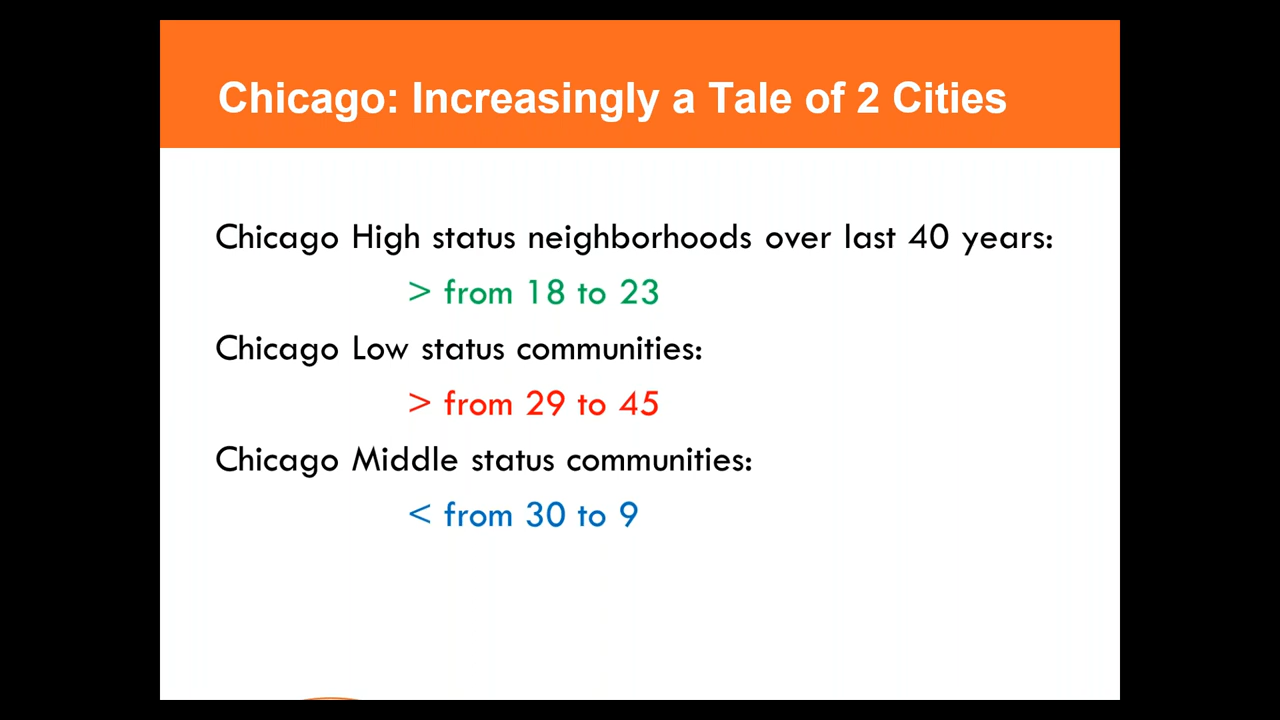 Chicago: Increasingly a Tale of 2 Cities
Chicago High status neighborhoods over last 40 years:
> from 18 to 23
Chicago Low status communities:
> from 29 to 45
Chicago Middle status communities:
< from 30 to 9